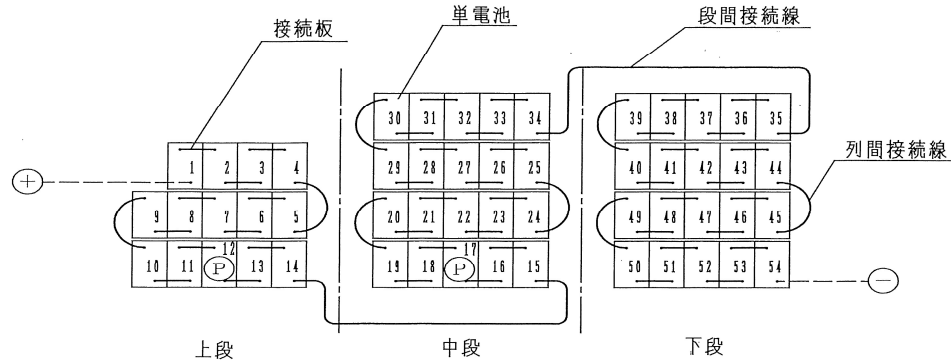 接続板
単電池
段間接続線
列間接続線
30 31 32 33 34
39 38 37 36 35
1 2 3 4
29 28 27 26 25
40 41 42 43 44
+
9 8 7 6 5
20 21 22 23 24
49 48 47 46 45
10 11 12 13 14
P
19 18 17 16 15
P
50 51 52 53 54
−
上段
中段
下段